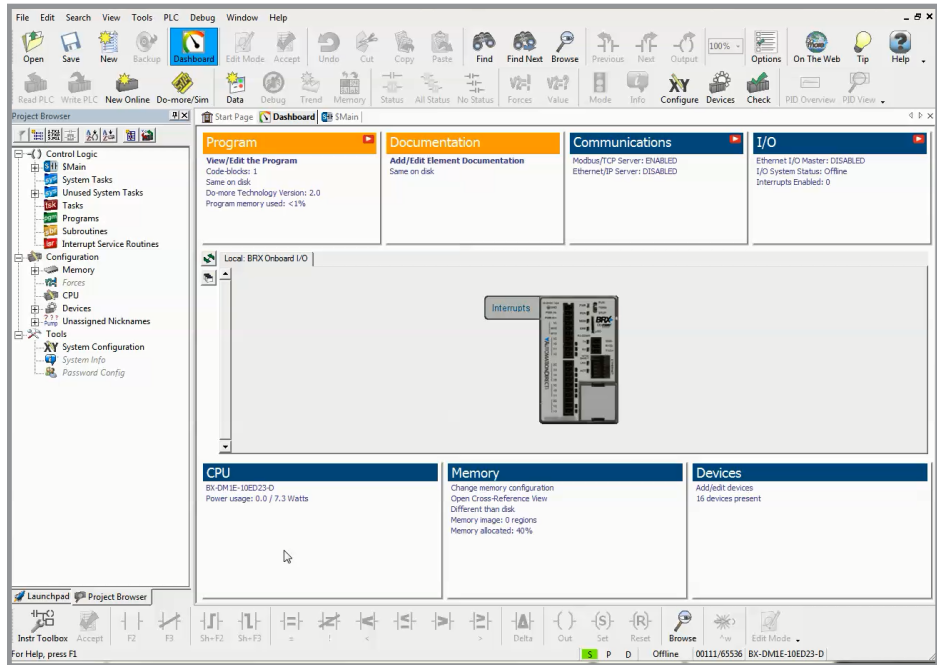 File Edit Search View Tools PLC Debug Window Help
Open Save New Backup Dashboard Edit Mode Accept Undo Cut Copy Paste Find Find Next Browse Previous Next Output 100% Options On The Web Tip Help
Read PLC Write PLC New Online Do-more/Sim Data Debug Trend Memory Status All Status No Status Forces Value Mode Info Configure Devices Check PID Overview PID View
Project Browser
Start Page Dashboard $Main
Control Logic
$Main
System Tasks
Unused System Tasks
Tasks
Programs
Subroutines
Interrupt Service Routines
Configuration
Memory
Forces
CPU
Devices
Unassigned Nicknames
Tools
System Configuration
System Info
Password Config
Program
View/Edit the Program
Code-blocks: 1
Same on disk
Do-more Technology Version: 2.0
Program memory used: <1%
Documentation
Add/Edit Element Documentation
Same on disk
Communications
Modbus/TCP Server: ENABLED
Ethernet/IP Server: DISABLED
I/O
Ethernet I/O Master: DISABLED
I/O System Status: Offline
Interrupts Enabled: 0
Local: BRX Onboard I/O
Interrupts
BRX
AUTOMATIONDIRECT
CPU
BX-DM1E-10ED23-D
Power usage: 0.0 / 7.3 Watts
Memory
Change memory configuration
Open Cross-Reference View
Different than disk
Memory image: 0 regions
Memory allocated: 40%
Devices
Add/edit devices
16 devices present
Launchpad Project Browser
Instr Toolbox Accept F2 F3 Sh+F2 Sh+F3 = ! < > Delta Out Set Reset Browse ^w Edit Mode
For Help, press F1
S P D Offline 00111/65536 BX-DM1E-10ED23-D